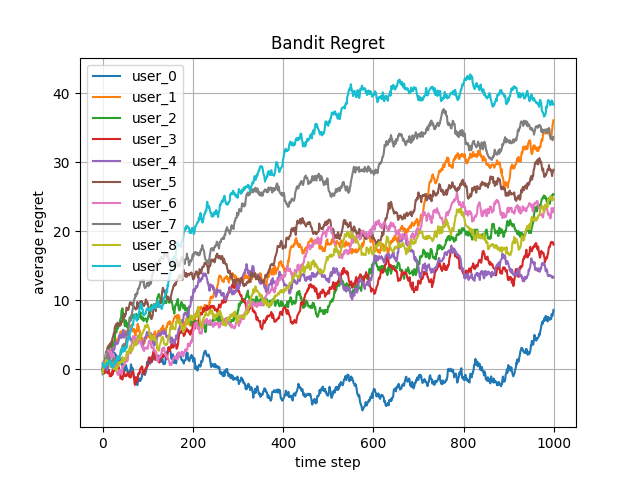 Bandit Regret
user_0
user_1
user_2
user_3
user_4
user_5
user_6
user_7
user_8
user_9
average regret
40
30
20
10
0
0
200
400
600
800
1000
time step